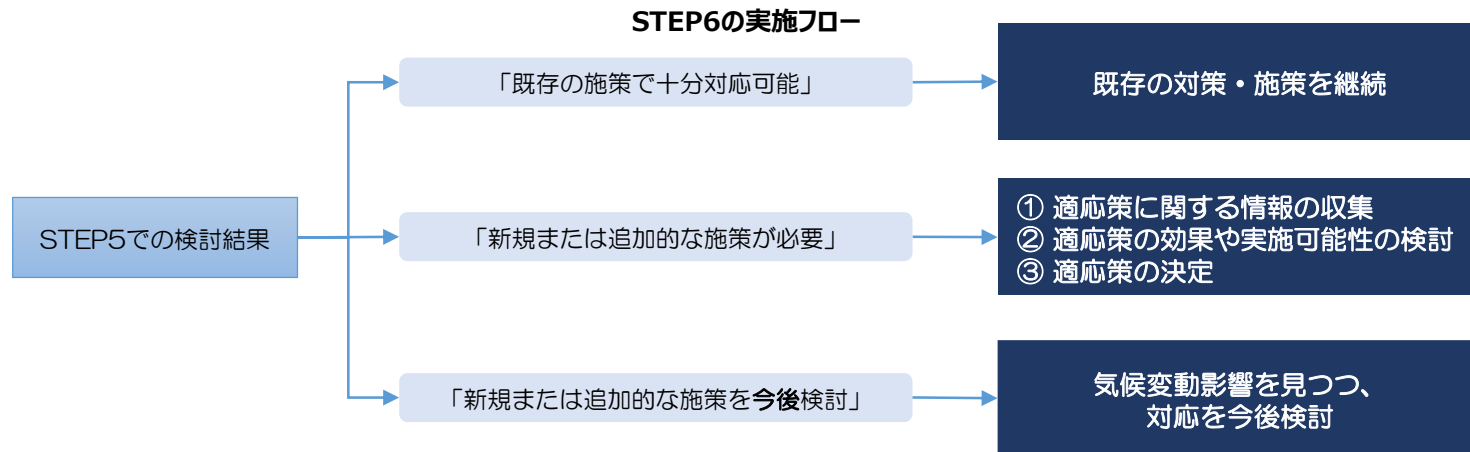 STEP6の実施フロー
「既存の施策で十分対応可能」
既存の対策・施策を継続
STEP5での検討結果
「新規または追加的な施策が必要」
① 適応策に関する情報の収集
② 適応策の効果や実施可能性の検討
③ 適応策の決定
「新規または追加的な施策を今後検討」
気候変動影響を見つつ、
対応を今後検討